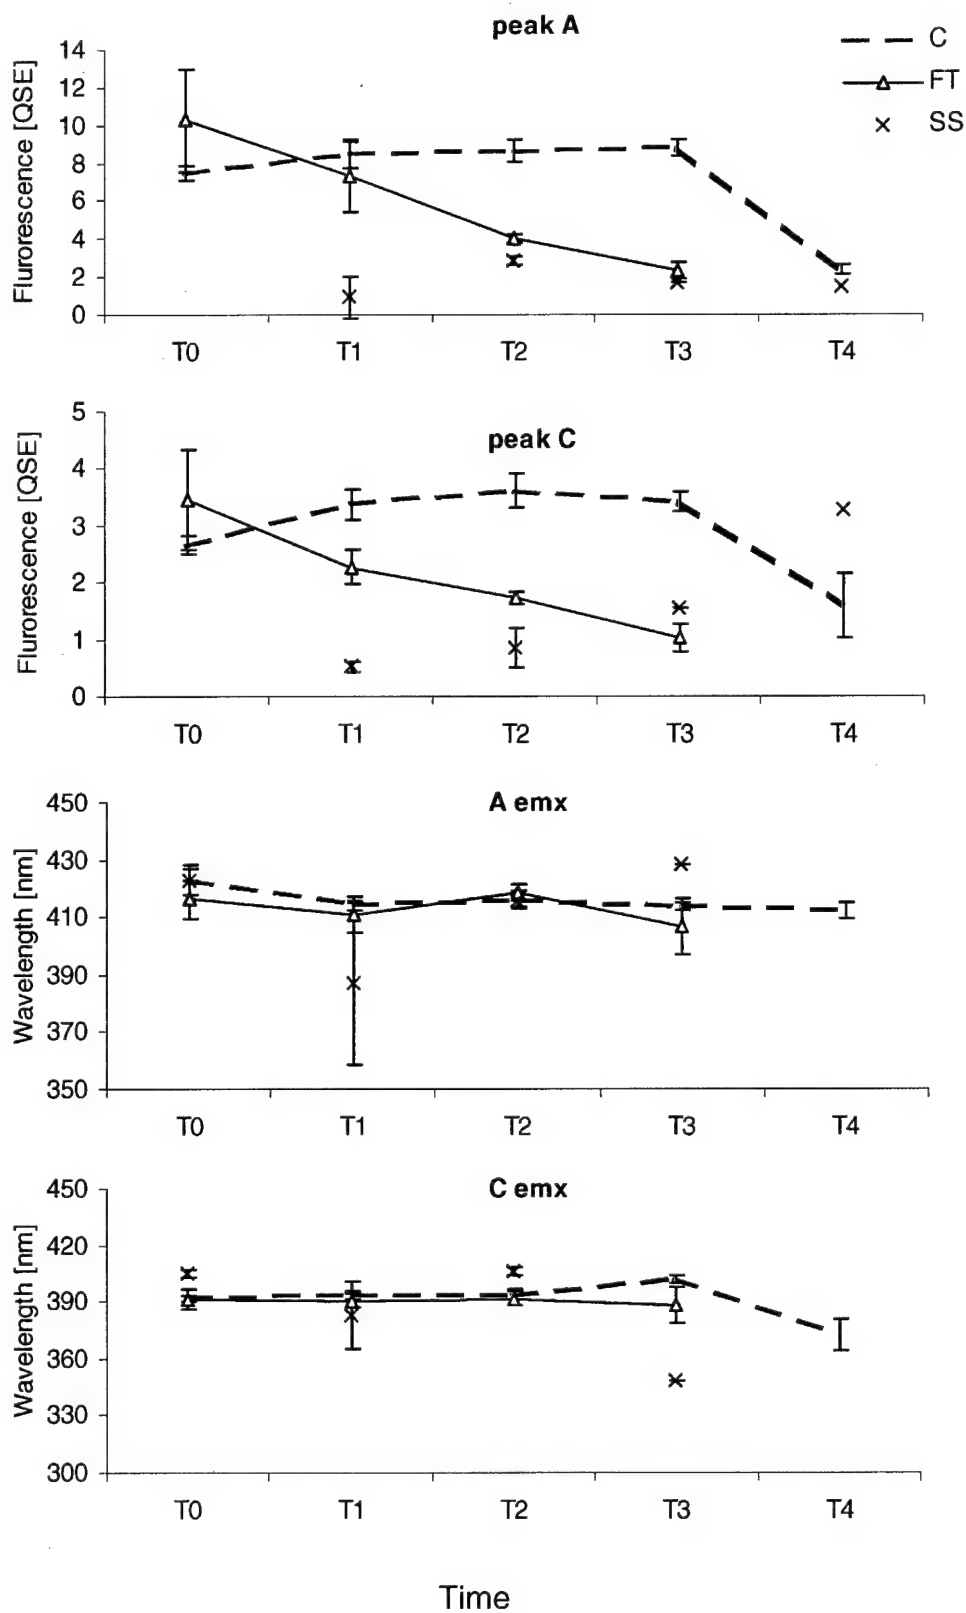 peak A
C
FT
SS
Flurorescence [QSE]
14
12
10
8
6
4
2
0
T0 T1 T2 T3 T4
peak C
Flurorescence [QSE]
5
4
3
2
1
0
T0 T1 T2 T3 T4
A emx
Wavelength [nm]
450
430
410
390
370
350
T0 T1 T2 T3 T4
C emx
Wavelength [nm]
450
420
390
360
330
300
T0 T1 T2 T3 T4
Time